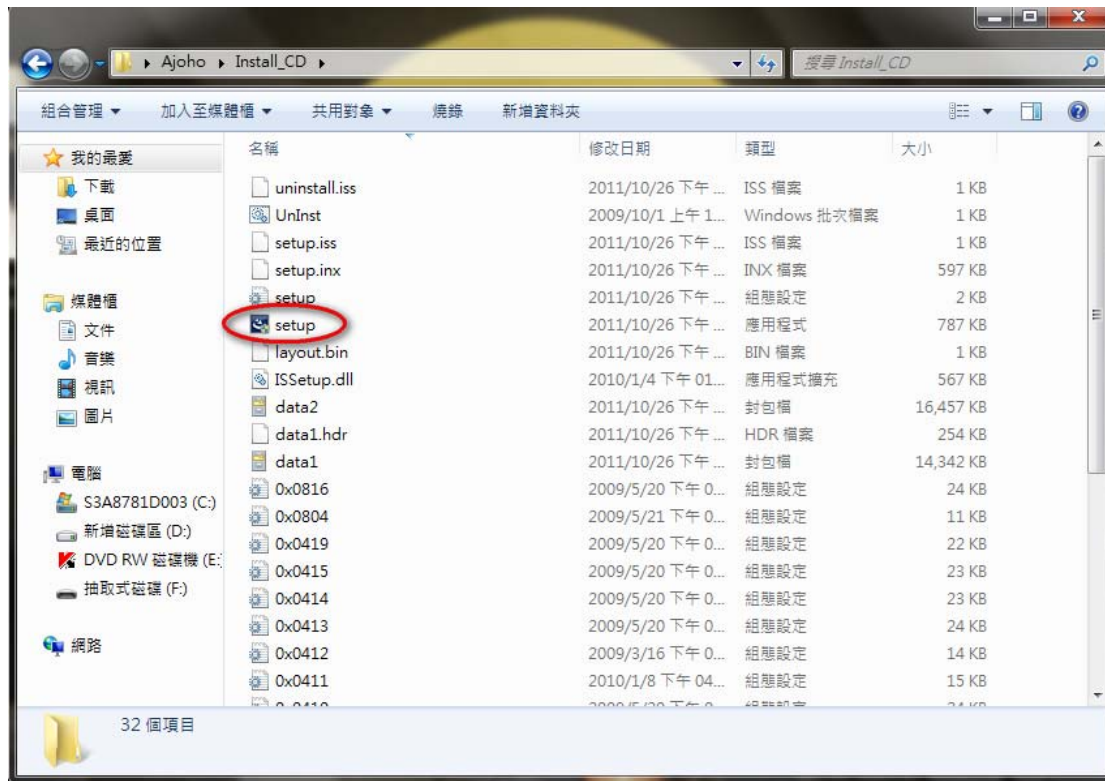 Ajoho Install_CD
搜尋 Install_CD
組合管理 加入至媒體櫃 共用對象 燒錄 新增資料夾
我的最愛
下載
桌面
最近的位置
媒體櫃
文件
音樂
視訊
圖片
電腦
S3A8781D003 (C:)
新增磁碟區 (D:)
DVD RW 磁碟機 (E:
抽取式磁碟 (F:)
網路
名稱 修改日期 類型 大小
uninstall.iss 2011/10/26 下午 ... ISS 檔案 1 KB
UnInst 2009/10/1 上午 1... Windows 批次檔案 1 KB
setup.iss 2011/10/26 下午 ... ISS 檔案 1 KB
setup.inx 2011/10/26 下午 ... INX 檔案 597 KB
setup 2011/10/26 下午 ... 組態設定 2 KB
setup 2011/10/26 下午 ... 應用程式 787 KB
layout.bin 2011/10/26 下午 ... BIN 檔案 1 KB
ISSetup.dll 2010/1/4 下午 01... 應用程式擴充 567 KB
data2 2011/10/26 下午 ... 封包檔 16,457 KB
data1.hdr 2011/10/26 下午 ... HDR 檔案 254 KB
data1 2011/10/26 下午 ... 封包檔 14,342 KB
0x0816 2009/5/20 下午 0... 組態設定 24 KB
0x0804 2009/5/21 下午 0... 組態設定 11 KB
0x0419 2009/5/20 下午 0... 組態設定 22 KB
0x0415 2009/5/20 下午 0... 組態設定 23 KB
0x0414 2009/5/20 下午 0... 組態設定 23 KB
0x0413 2009/5/20 下午 0... 組態設定 24 KB
0x0412 2009/3/16 下午 0... 組態設定 14 KB
0x0411 2010/1/8 下午 04... 組態設定 15 KB
32 個項目